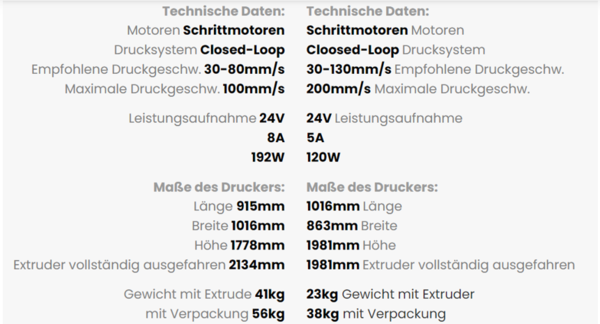 Technische Daten: Technische Daten:
Motoren Schrittmotoren Schrittmotoren Motoren
Drucksystem Closed-Loop Cloosed-Loop Drucksystem
Empfohlene Druckgeschw. 30-80mm/s 30-130mm/s Empfohlene Druckgeschw.
Maximale Druckgeschw. 100mm/s 200mm/s Maximale Druckgeschw.
Leistungsaufnahme 24V 24V Leistungsaufnahme
8A 5A
192W 120W
Maße des Druckers: Maße des Druckers:
Länge 915mm 1016mm Länge
Breite 1016mm 863mm Breite
Höhe 1778mm 1981mm Höhe
Extruder vollständig ausgefahren 2134mm 1981mm Extruder vollständig ausgefahren
Gewicht mit Extrude 41kg 23kg Gewicht mit Extruder
mit Verpackung 56kg 38kg mit Verpackung